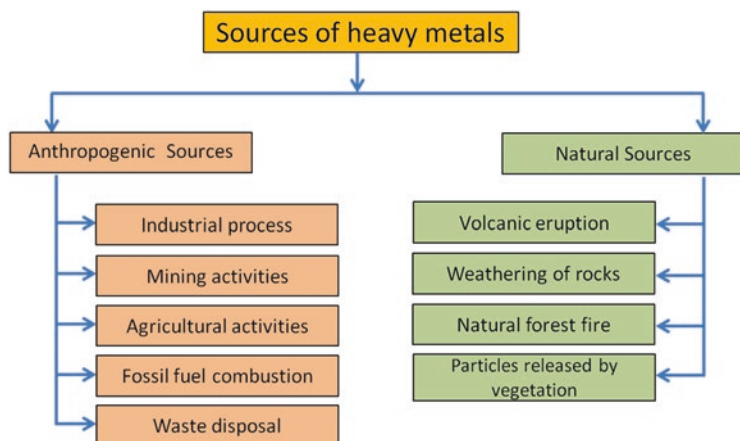 Sources of heavy metals
Anthropogenic Sources
Natural Sources
Industrial process
Mining activities
Agricultural activities
Fossil fuel combustion
Waste disposal
Volcanic eruption
Weathering of rocks
Natural forest fire
Particles released by
vegetation